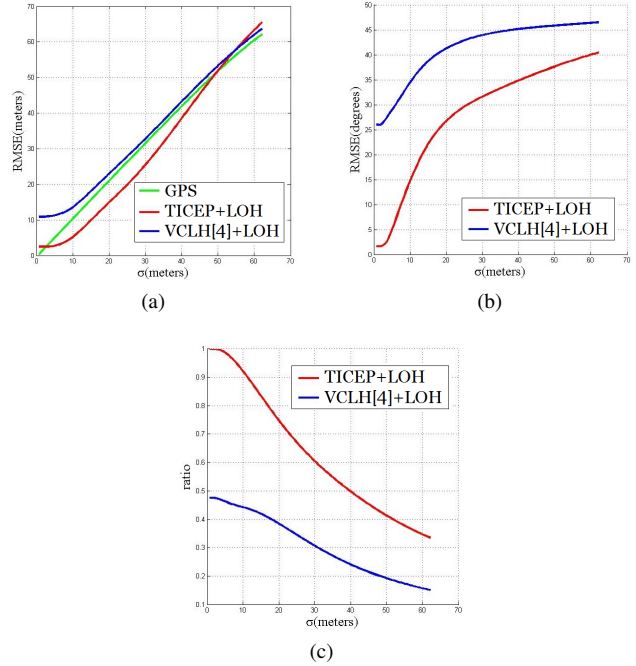 70
60
50
40
30
20
10
0
RMSE(meters)
GPS
TICEP+LOH
VCLH[4]+LOH
0 10 20 30 40 50 60 70
σ(meters)
(a)
50
45
40
35
30
25
20
15
10
5
0
RMSE(degrees)
TICEP+LOH
VCLH[4]+LOH
0 10 20 30 40 50 60 70
σ(meters)
(b)
1
0.9
0.8
0.7
0.6
0.5
0.4
0.3
0.2
0.1
ratio
TICEP+LOH
VCLH[4]+LOH
0 10 20 30 40 50 60 70
σ(meters)
(c)